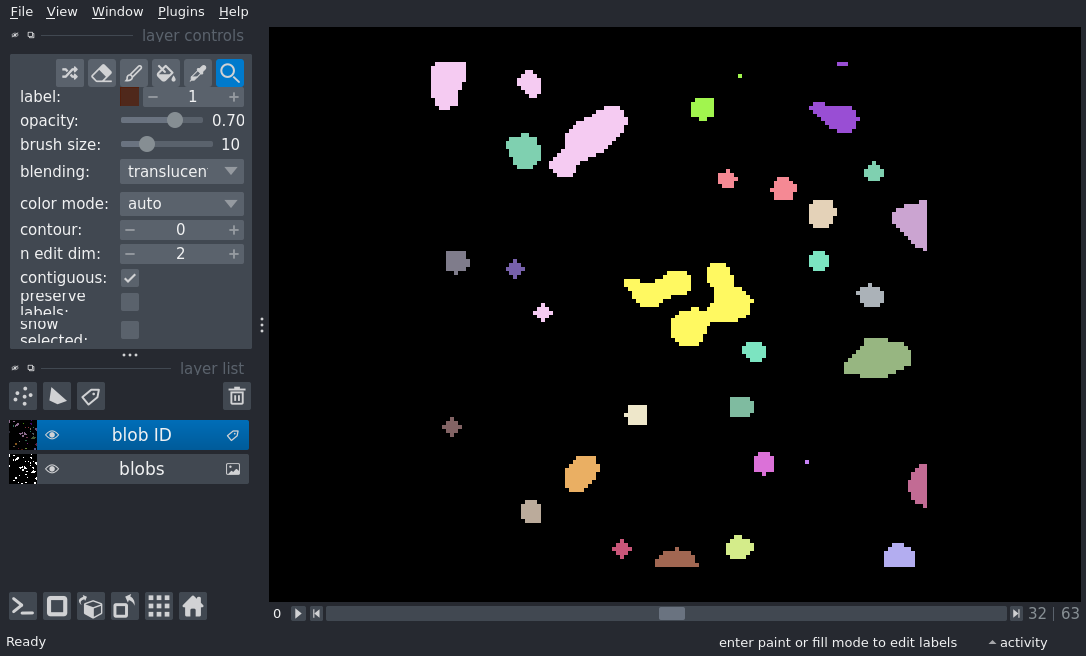 File View Window Plugins Help
layer controls
label: 1
opacity: 0.70
brush size: 10
blending: translucen
color mode: auto
contour: 0
n edit dim: 2
contiguous:
preserve
labels:
show
selected:
layer list
blob ID
blobs
0 32 63
Ready enter paint or fill mode to edit labels activity